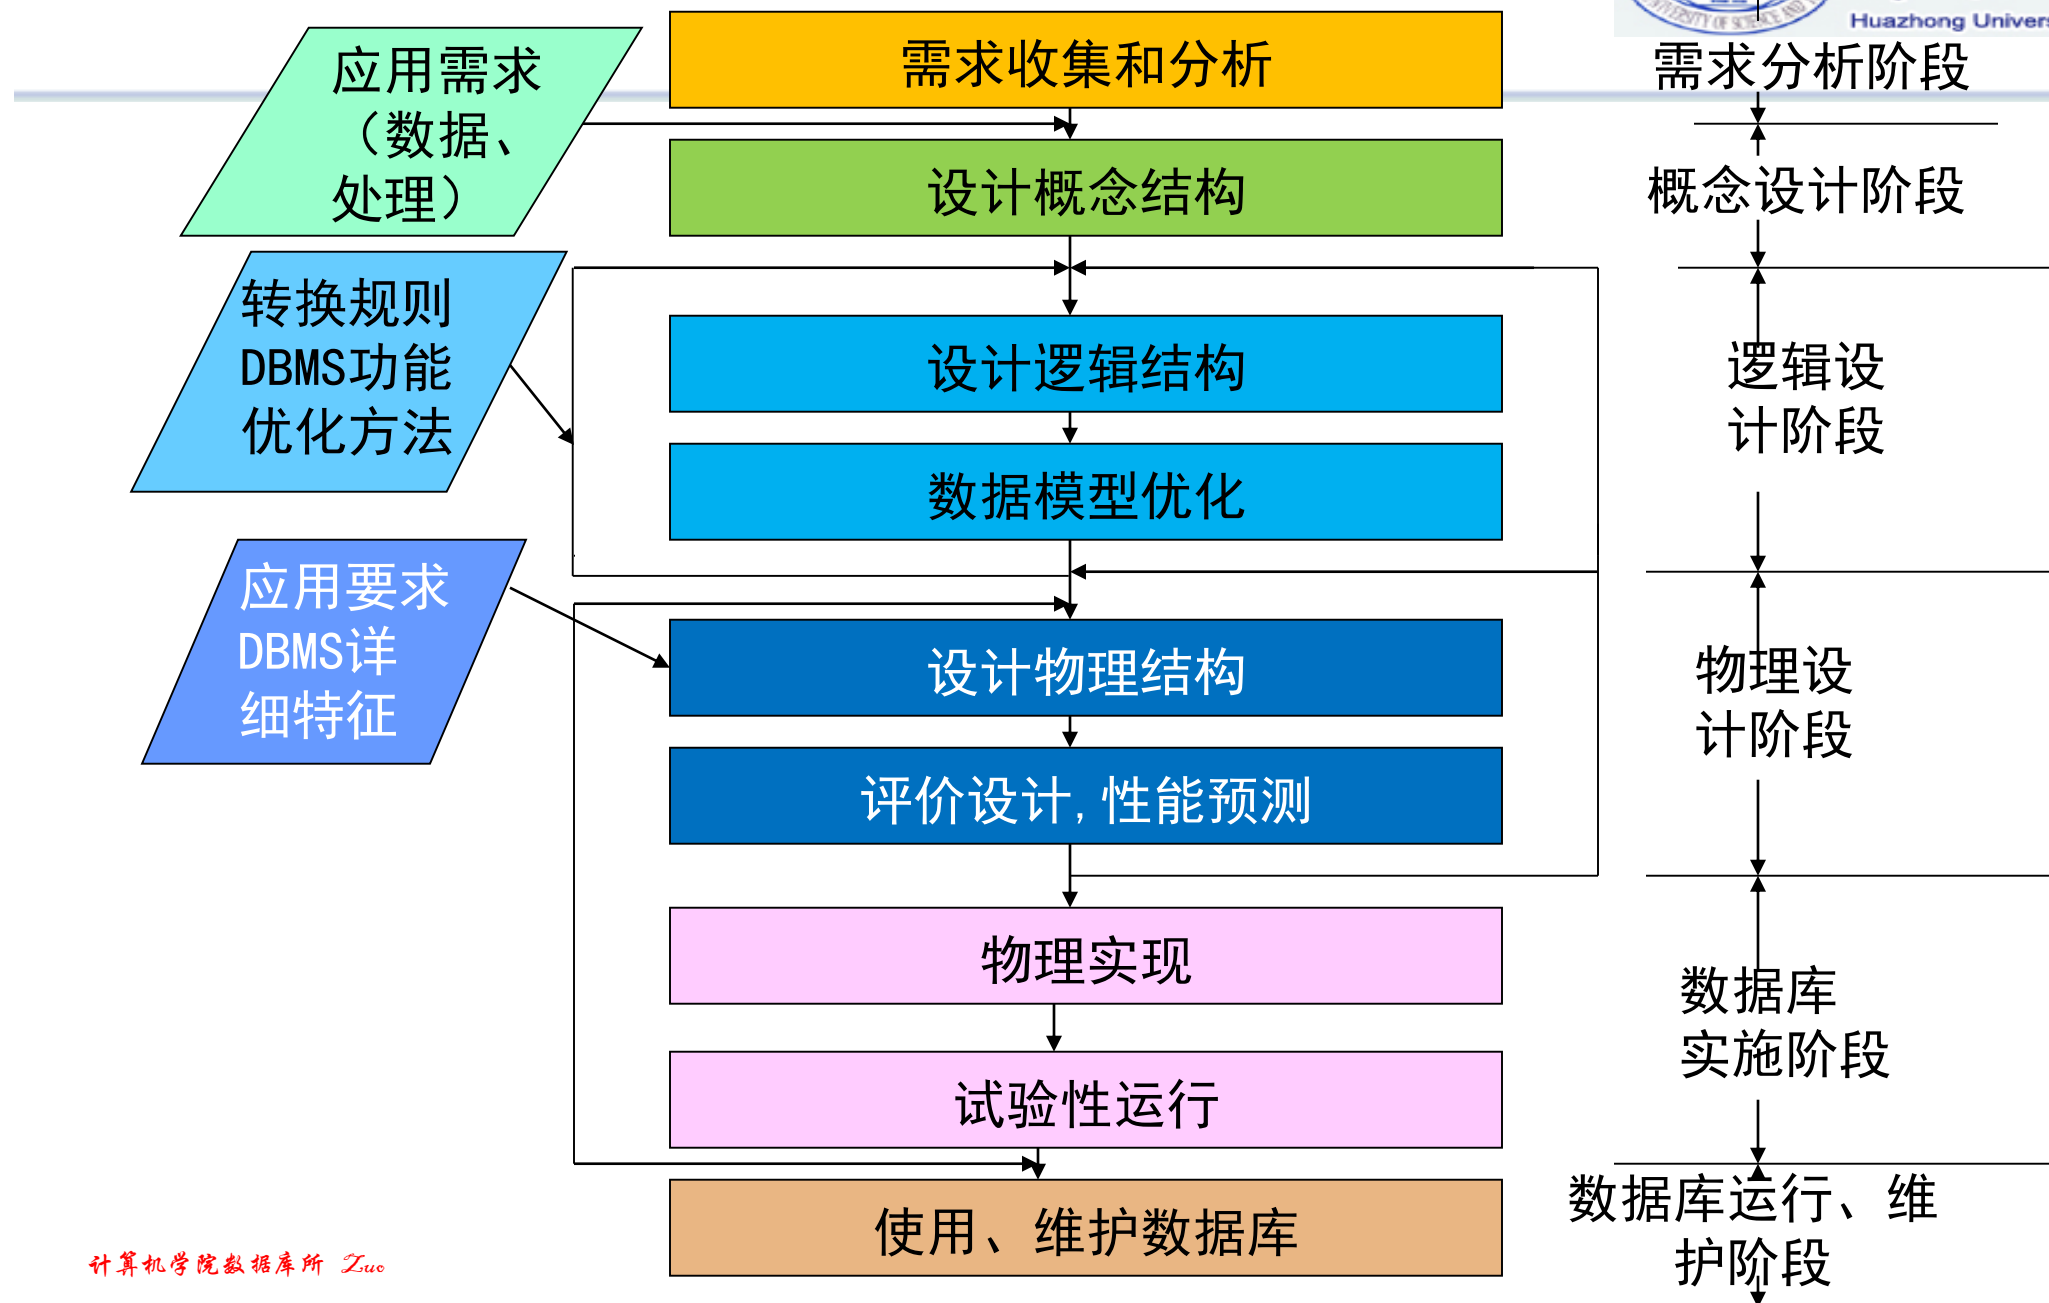 应用需求
（数据、
处理）
转换规则
DBMS功能
优化方法
应用要求
DBMS详
细特征
需求收集和分析
设计概念结构
设计逻辑结构
数据模型优化
设计物理结构
评价设计,性能预测
物理实现
试验性运行
使用、维护数据库
UNIVERSITY OF SCIENCE AND
Huazhong Univers
需求分析阶段
概念设计阶段
逻辑设
计阶段
物理设
计阶段
数据库
实施阶段
数据库运行、维
护阶段
计算机学院数据库所 Zuo